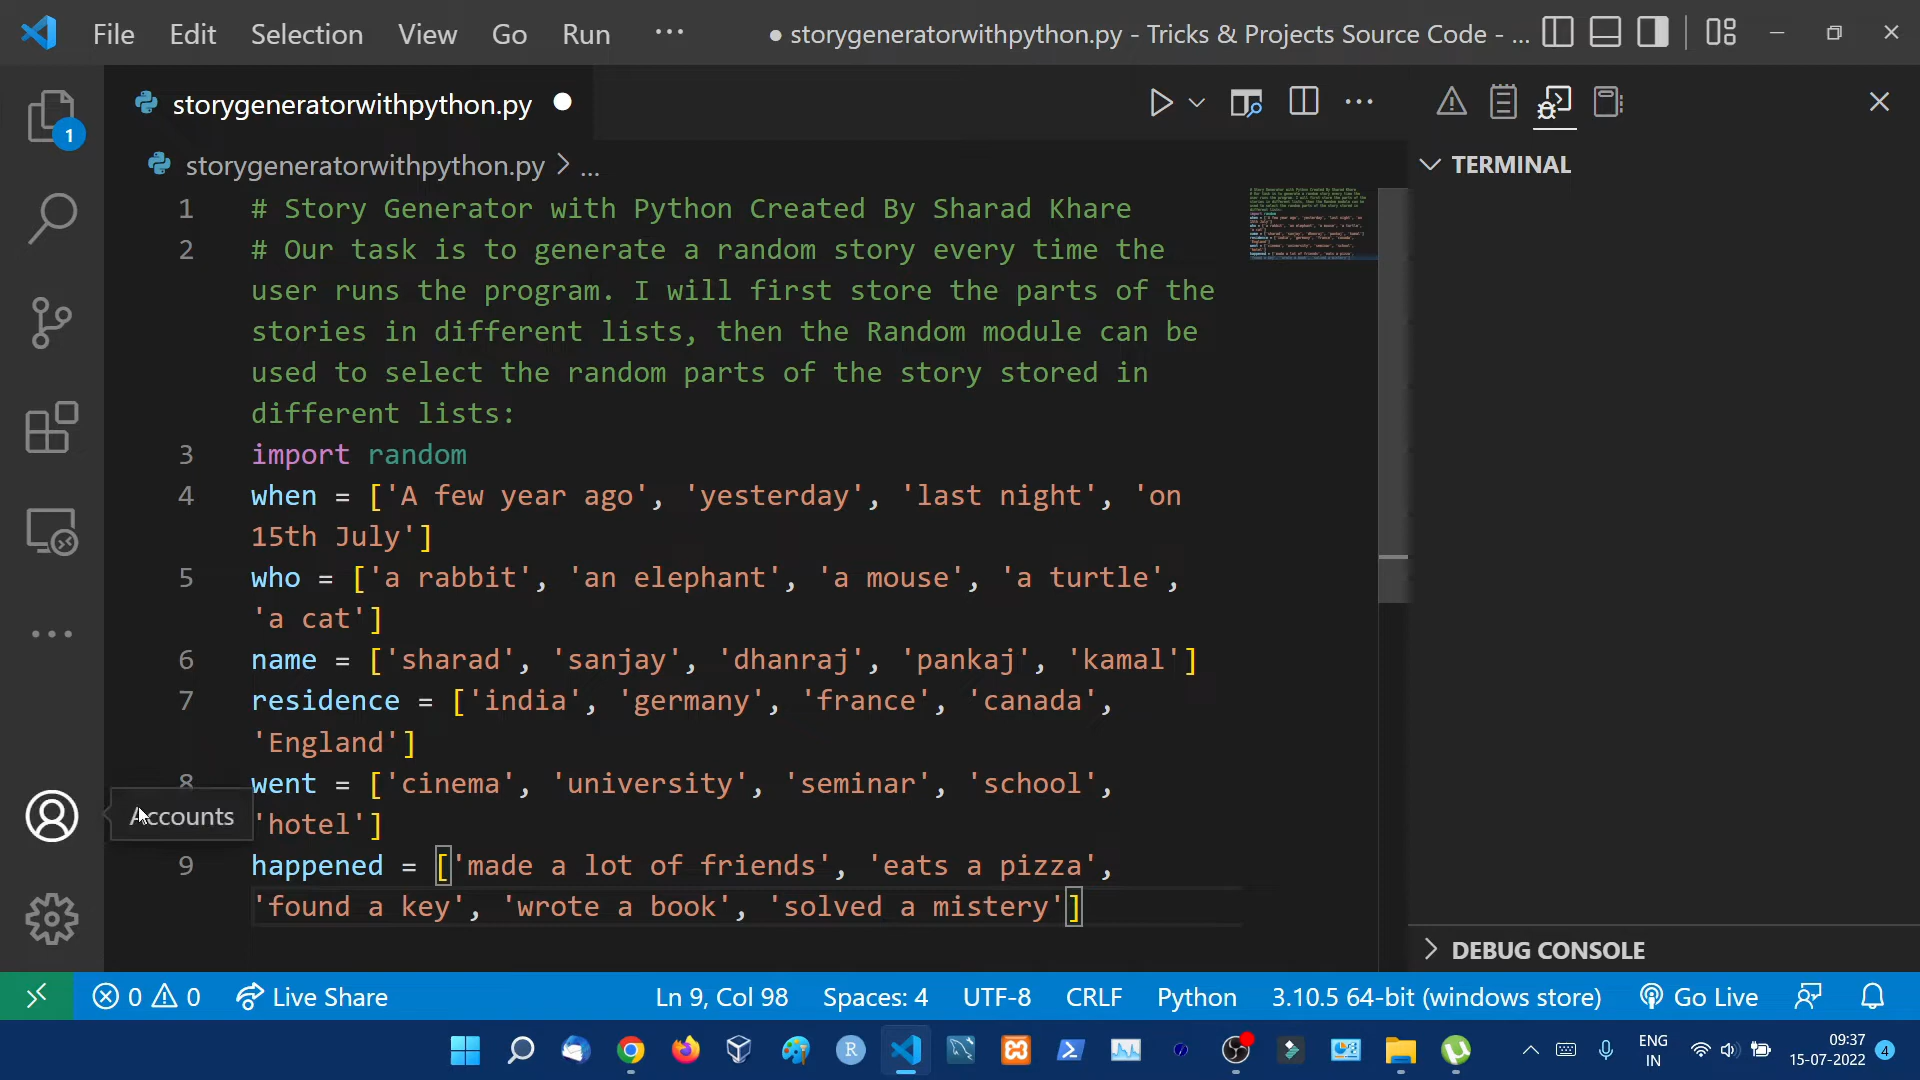 File Edit Selection View Go Run ··· ● storygeneratorwithpython.py - Tricks & Projects Source Code - ...
storygeneratorwithpython.py
storygeneratorwithpython.py > ...
TERMINAL
1 # Story Generator with Python Created By Sharad Khare
2 # Our task is to generate a random story every time the
user runs the program. I will first store the parts of the
stories in different lists, then the Random module can be
used to select the random parts of the story stored in
different lists:
3 import random
4 when = ['A few year ago', 'yesterday', 'last night', 'on
15th July']
5 who = ['a rabbit', 'an elephant', 'a mouse', 'a turtle',
'a cat']
6 name = ['sharad', 'sanjay', 'dhanraj', 'pankaj', 'kamal']
7 residence = ['india', 'germany', 'france', 'canada',
'England']
8 went = ['cinema', 'university', 'seminar', 'school',
'hotel']
9 happened = ['made a lot of friends', 'eats a pizza',
'found a key', 'wrote a book', 'solved a mistery']
1
Accounts
DEBUG CONSOLE
0 0 Live Share Ln 9, Col 98 Spaces: 4 UTF-8 CRLF Python 3.10.5 64-bit (windows store) Go Live
R
ENG
IN
09:37
15-07-2022
4